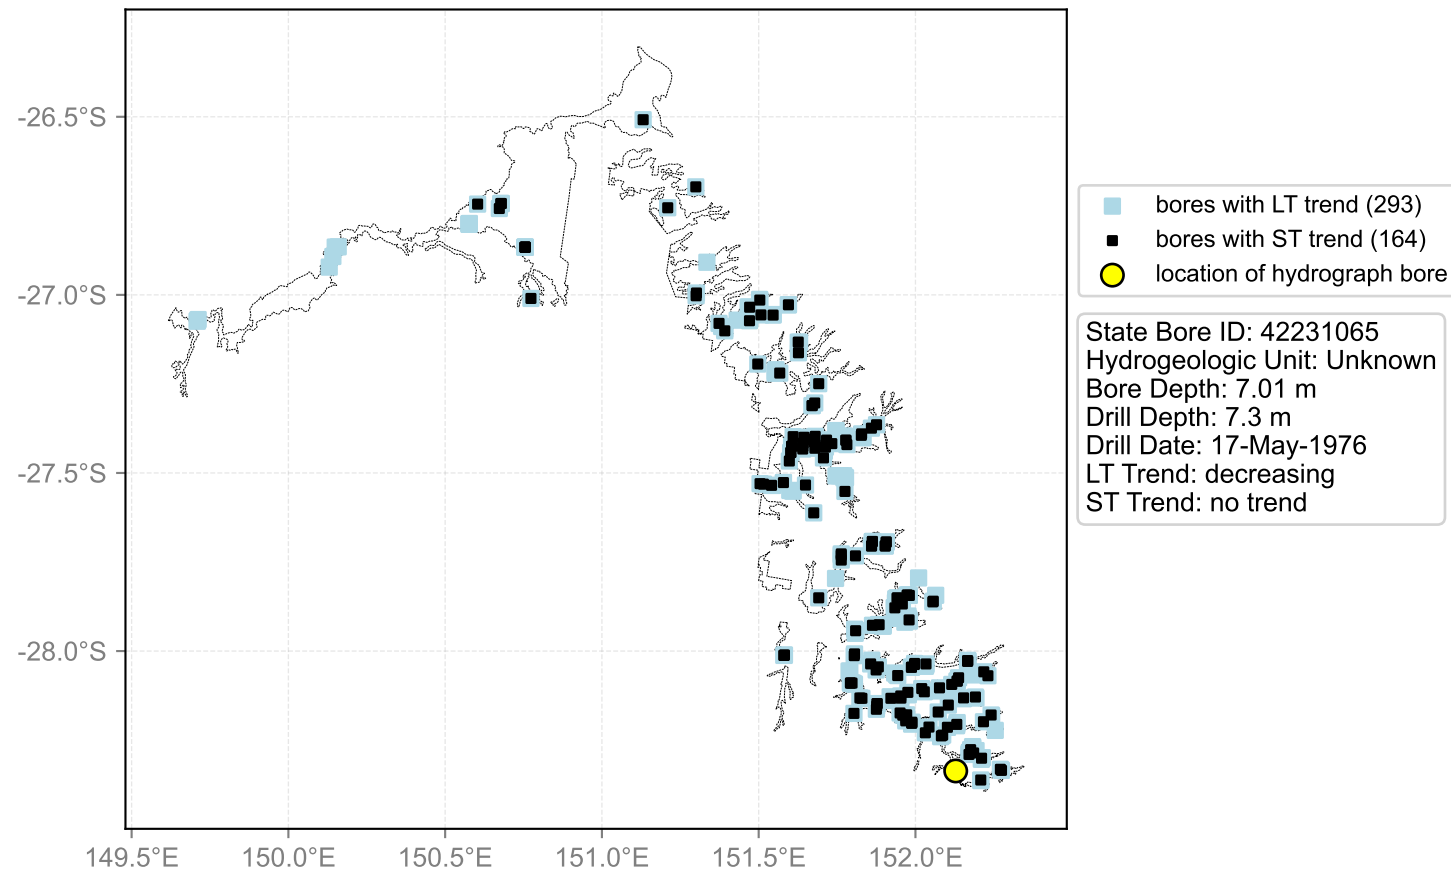 -26.5°S
-27.0°S
-27.5°S
-28.0°S
149.5°E 150.0°E 150.5°E 151.0°E 151.5°E 152.0°E
bores with LT trend (293)
bores with ST trend (164)
location of hydrograph bore
State Bore ID: 42231065
Hydrogeologic Unit: Unknown
Bore Depth: 7.01 m
Drill Depth: 7.3 m
Drill Date: 17-May-1976
LT Trend: decreasing
ST Trend: no trend